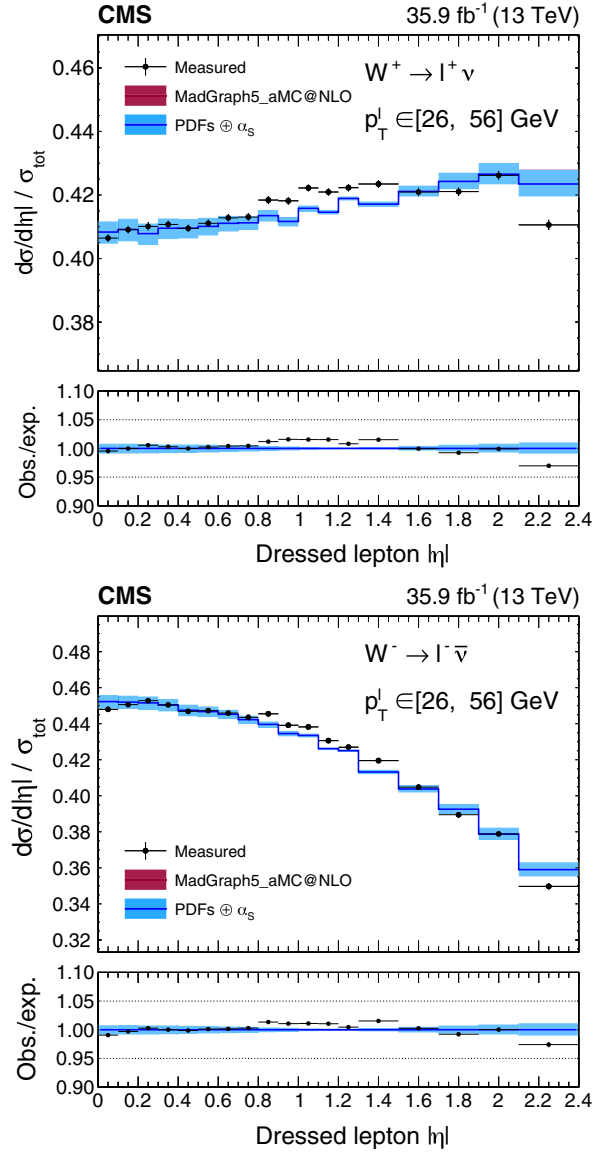 CMS 35.9 fb⁻¹ (13 TeV)
dσ/d|η| / σ_tot
0.46
0.44
0.42
0.40
0.38
Measured
MadGraph5_aMC@NLO
PDFs ⊕ α_S
W⁺ → l⁺ ν
p_T^l ∈[26, 56] GeV
Obs./exp.
1.10
1.05
1.00
0.95
0.90
0 0.2 0.4 0.6 0.8 1 1.2 1.4 1.6 1.8 2 2.2 2.4
Dressed lepton |η|
CMS 35.9 fb⁻¹ (13 TeV)
dσ/d|η| / σ_tot
0.48
0.46
0.44
0.42
0.40
0.38
0.36
0.34
0.32
W⁻ → l⁻ ν̅
p_T^l ∈[26, 56] GeV
Measured
MadGraph5_aMC@NLO
PDFs ⊕ α_S
Obs./exp.
1.10
1.05
1.00
0.95
0.90
0 0.2 0.4 0.6 0.8 1 1.2 1.4 1.6 1.8 2 2.2 2.4
Dressed lepton |η|